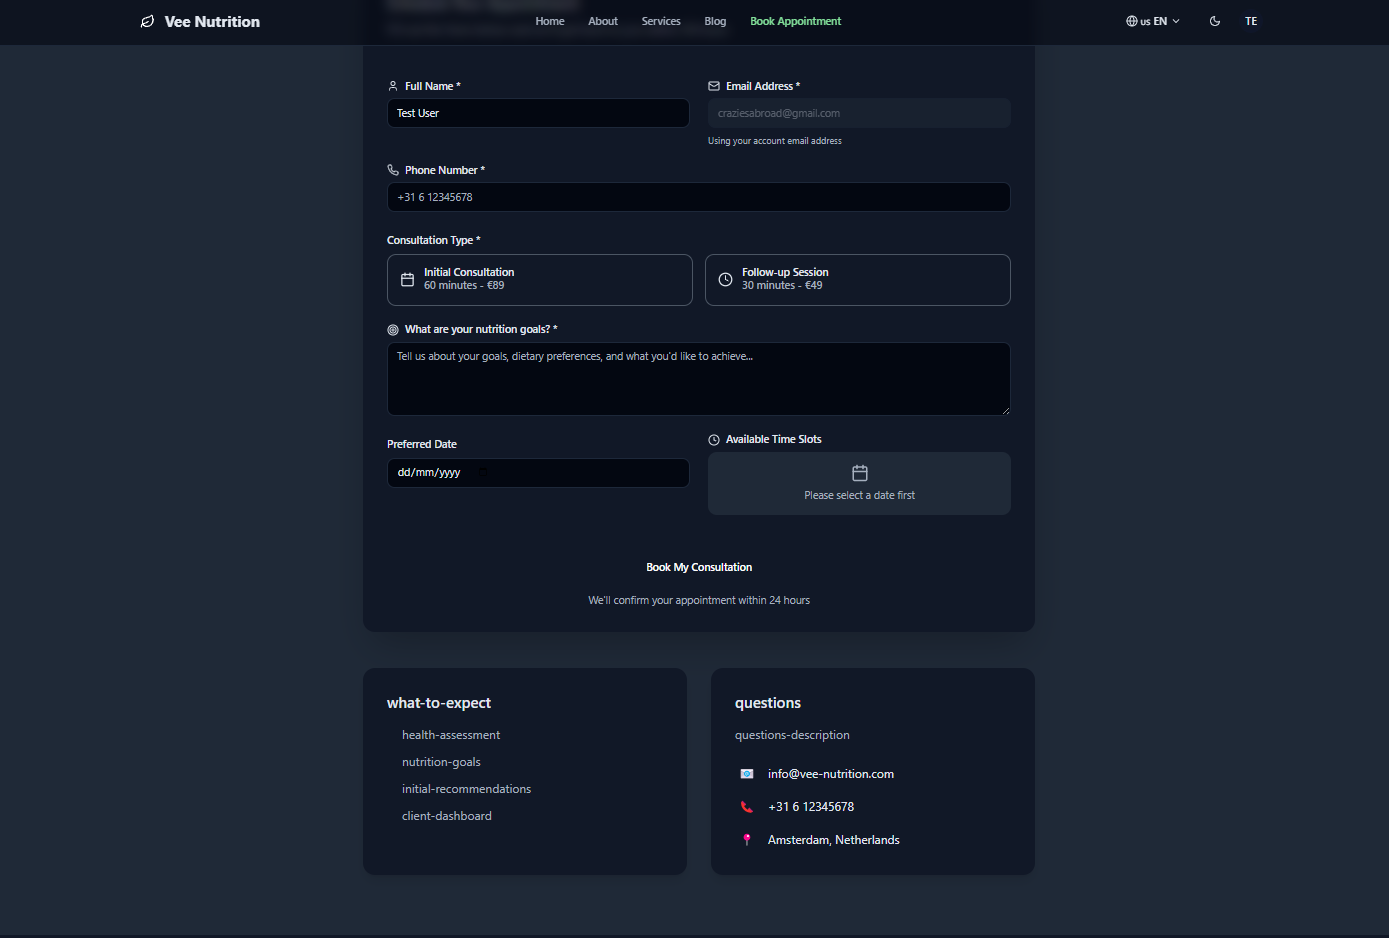 Vee Nutrition
Home About Services Blog Book Appointment
us EN
TE
Full Name *
Test User
Email Address *
craziesabroad@gmail.com
Using your account email address
Phone Number *
+31 6 12345678
Consultation Type *
Initial Consultation
60 minutes - €89
Follow-up Session
30 minutes - €49
What are your nutrition goals? *
Tell us about your goals, dietary preferences, and what you'd like to achieve...
Preferred Date
dd/mm/yyyy
Available Time Slots
Please select a date first
Book My Consultation
We'll confirm your appointment within 24 hours
what-to-expect
health-assessment
nutrition-goals
initial-recommendations
client-dashboard
questions
questions-description
info@vee-nutrition.com
+31 6 12345678
Amsterdam, Netherlands